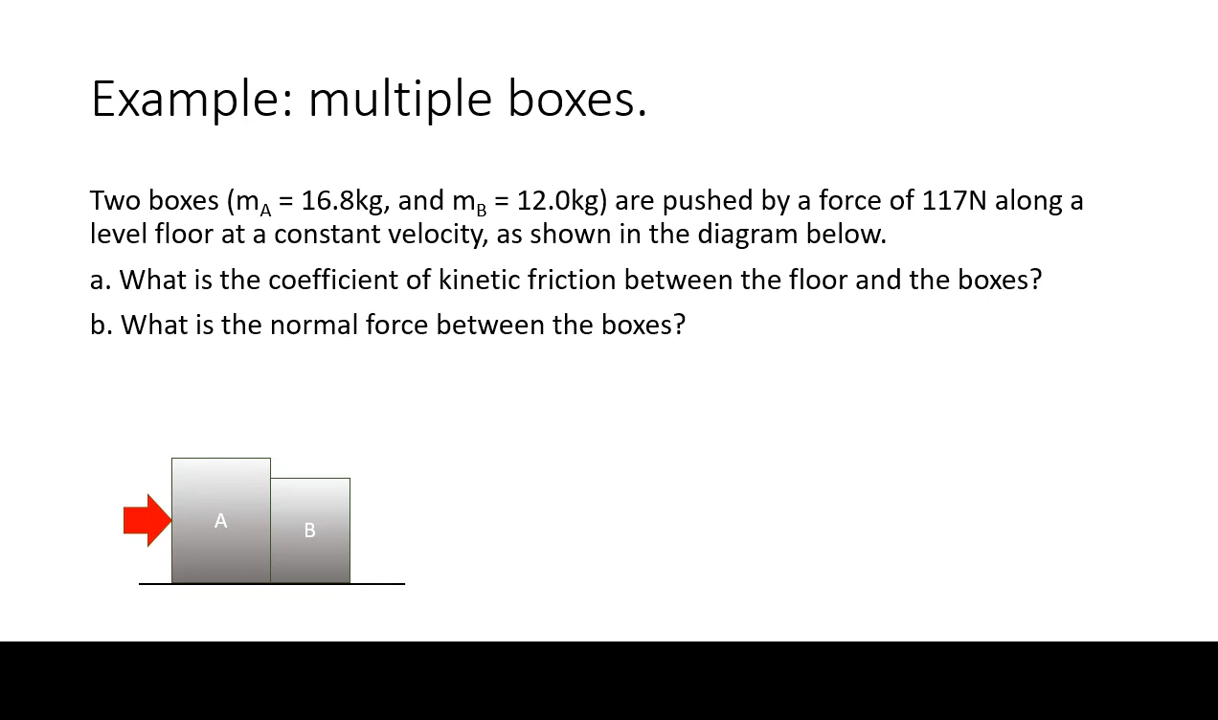 Example: multiple boxes.
Two boxes (mA = 16.8kg, and mB = 12.0kg) are pushed by a force of 117N along a
level floor at a constant velocity, as shown in the diagram below.
a. What is the coefficient of kinetic friction between the floor and the boxes?
b. What is the normal force between the boxes?
A
B